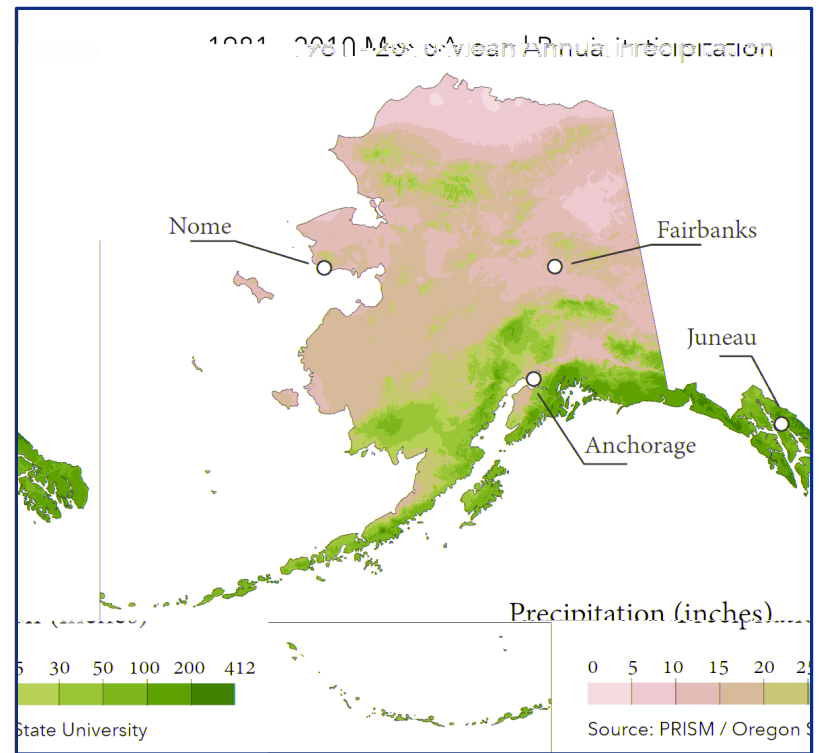 1981
Nome
Fairbanks
Juneau
Anchorage
Precipitation (inches)
30 50 100 200 412
0 5 10 15 20
State University
Source: PRISM / Oregon